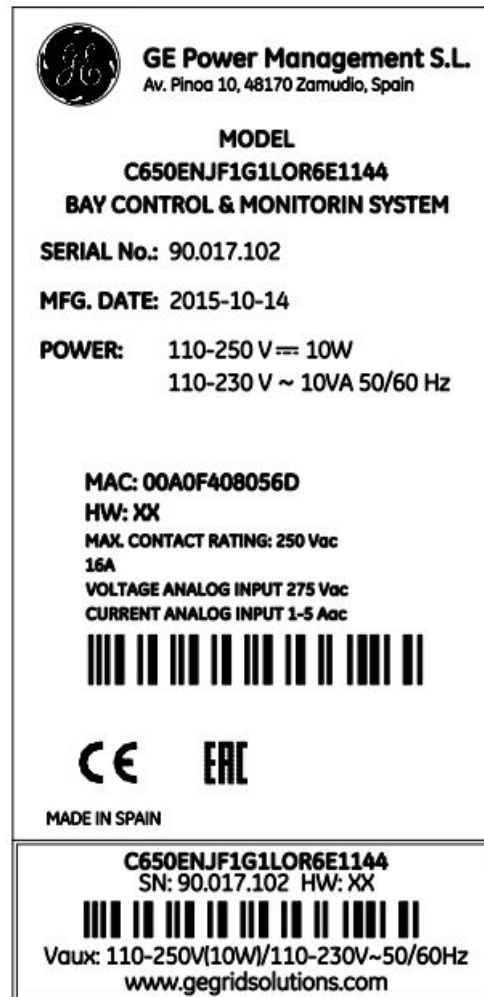 GE
GE Power Management S.L.
Av. Pinoa 10, 48170 Zamudio, Spain
MODEL
C650ENJF1G1LOR6E1144
BAY CONTROL & MONITORIN SYSTEM
SERIAL No.: 90.017.102
MFG. DATE: 2015-10-14
POWER: 110-250 V ⎓ 10W
110-230 V ~ 10VA 50/60 Hz
MAC: 00A0F408056D
HW: XX
MAX. CONTACT RATING: 250 Vac
16A
VOLTAGE ANALOG INPUT 275 Vac
CURRENT ANALOG INPUT 1-5 Aac
CE EAC
MADE IN SPAIN
C650ENJF1G1LOR6E1144
SN: 90.017.102 HW: XX
Vaux: 110-250V(10W)/110-230V~50/60Hz
www.gegridsolutions.com